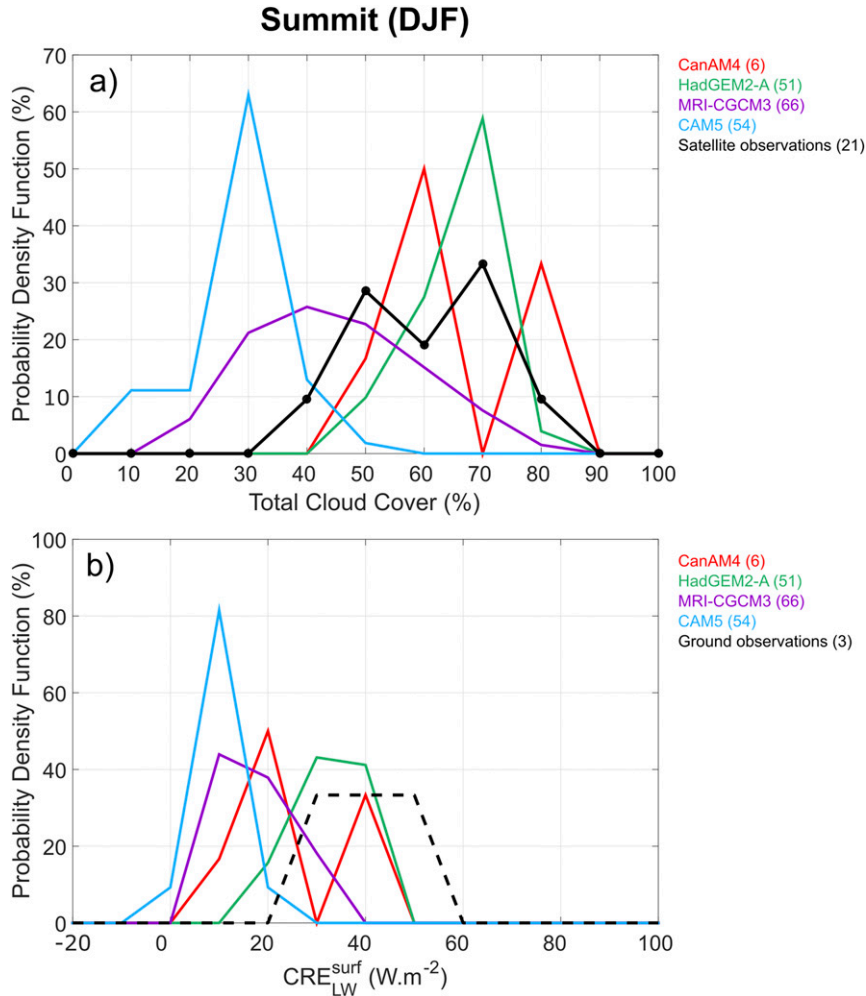 Summit (DJF)
a)
70
60
50
40
30
20
10
0
Probability Density Function (%)
0 10 20 30 40 50 60 70 80 90 100
Total Cloud Cover (%)
CanAM4 (6)
HadGEM2-A (51)
MRI-CGCM3 (66)
CAM5 (54)
Satellite observations (21)
b)
100
80
60
40
20
0
Probability Density Function (%)
-20 0 20 40 60 80 100
CRE^surf_LW (W.m^-2)
CanAM4 (6)
HadGEM2-A (51)
MRI-CGCM3 (66)
CAM5 (54)
Ground observations (3)